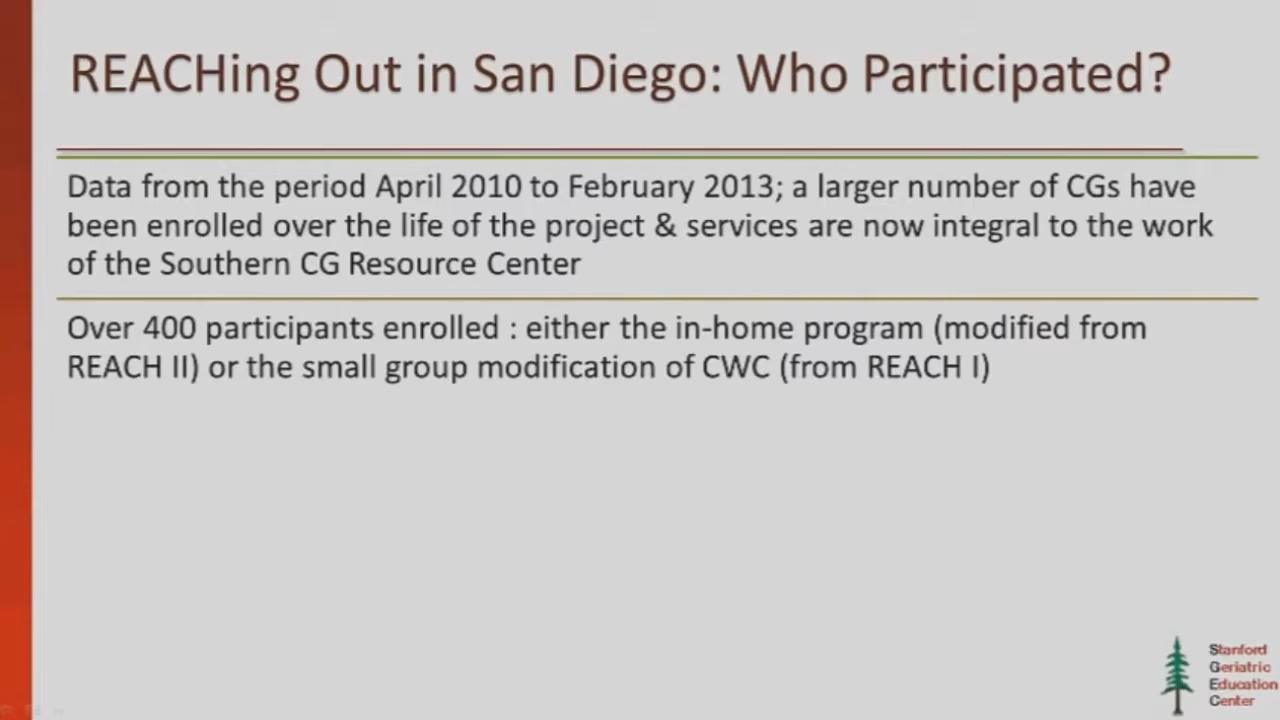 REACHing Out in San Diego: Who Participated?
Data from the period April 2010 to February 2013; a larger number of CGs have
been enrolled over the life of the project & services are now integral to the work
of the Southern CG Resource Center
Over 400 participants enrolled : either the in-home program (modified from
REACH II) or the small group modification of CWC (from REACH I)
Stanford
Geriatric
Education
Center